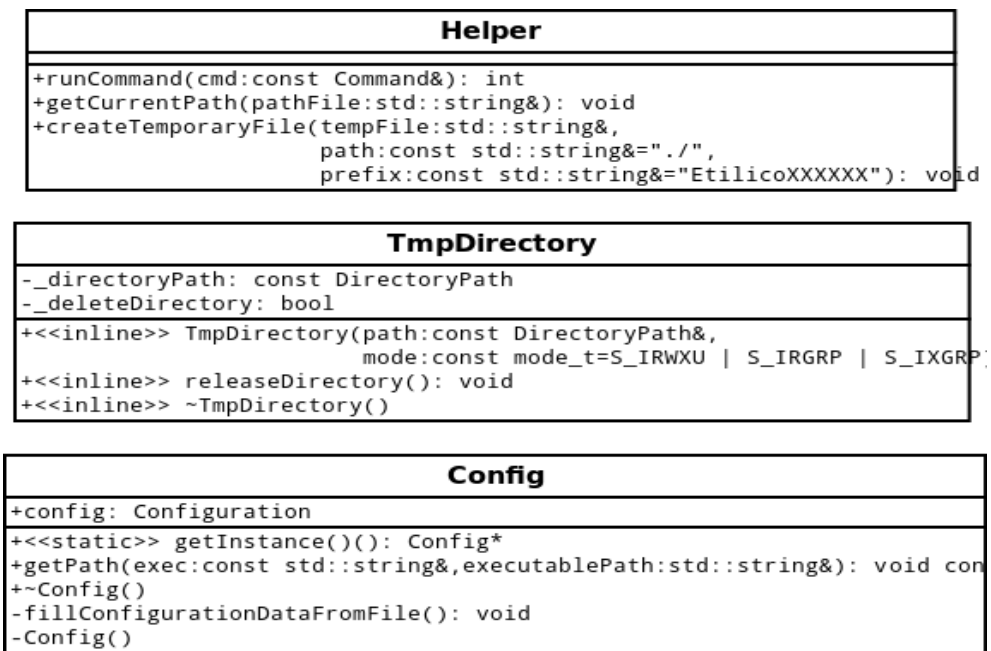 Helper
+runCommand(cmd:const Command&): int
+getCurrentPath(pathFile:std::string&): void
+createTemporaryFile(tempFile:std::string&,
path:const std::string&="./",
prefix:const std::string&="EtilicoXXXXXX"): void
TmpDirectory
-_directoryPath: const DirectoryPath
-_deleteDirectory: bool
+<<inline>> TmpDirectory(path:const DirectoryPath&,
mode:const mode_t=S_IRWXU | S_IRGRP | S_IXGRP)
+<<inline>> releaseDirectory(): void
+<<inline>> ~TmpDirectory()
Config
+config: Configuration
+<<static>> getInstance()(): Config*
+getPath(exec:const std::string&,executablePath:std::string&): void con
+~Config()
-fillConfigurationDataFromFile(): void
-Config()